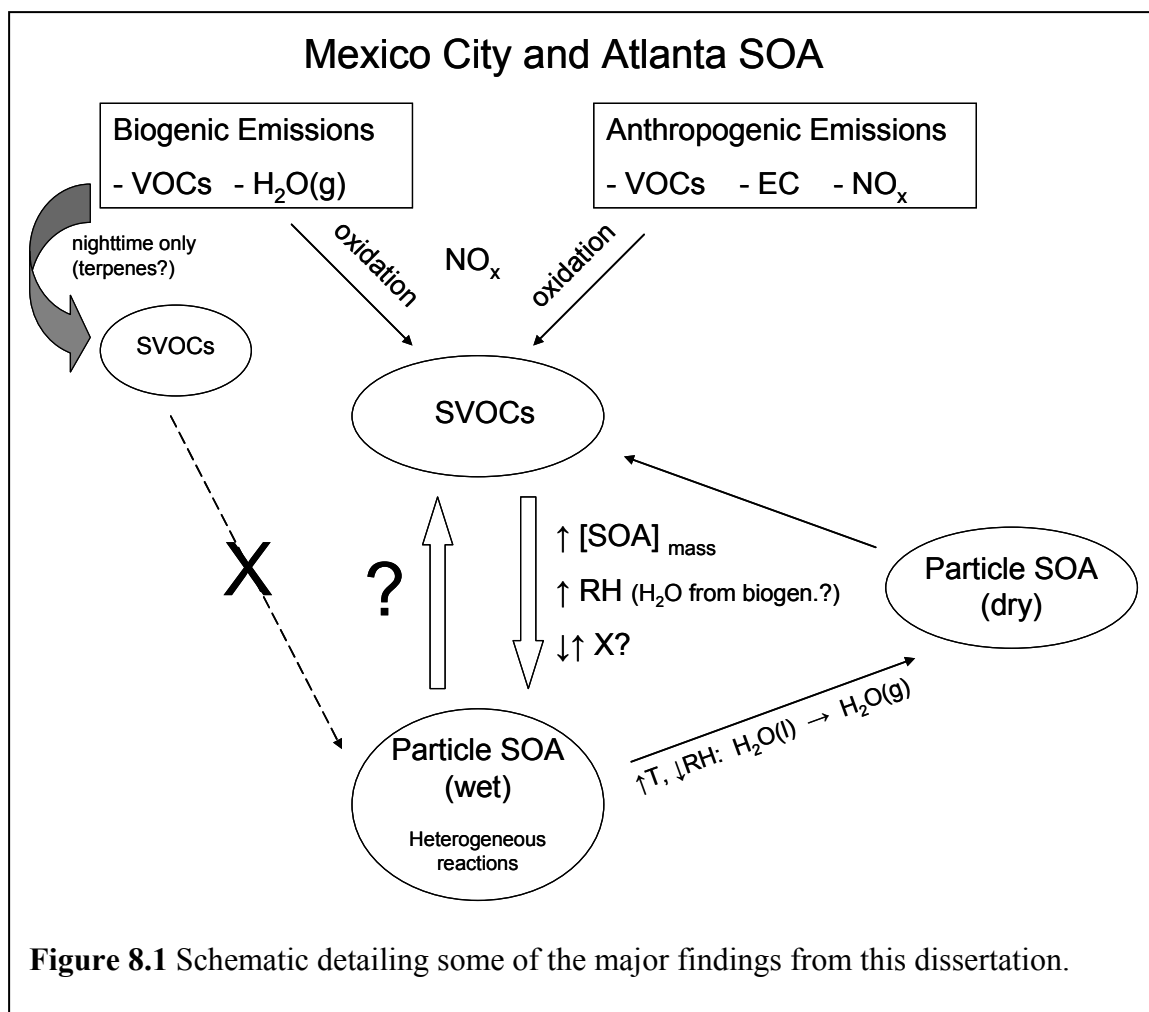 Mexico City and Atlanta SOA
Biogenic Emissions
- VOCs - H₂O(g)
Anthropogenic Emissions
- VOCs - EC - NOₓ
nighttime only
(terpenes?)
oxidation
NOₓ
oxidation
SVOCs
SVOCs
X
?
↑ [SOA] mass
↑ RH (H₂O from biogen.?)
↓↑ X?
Particle SOA
(dry)
Particle SOA
(wet)
Heterogeneous
reactions
↑T, ↓RH: H₂O(l) → H₂O(g)
Figure 8.1 Schematic detailing some of the major findings from this dissertation.